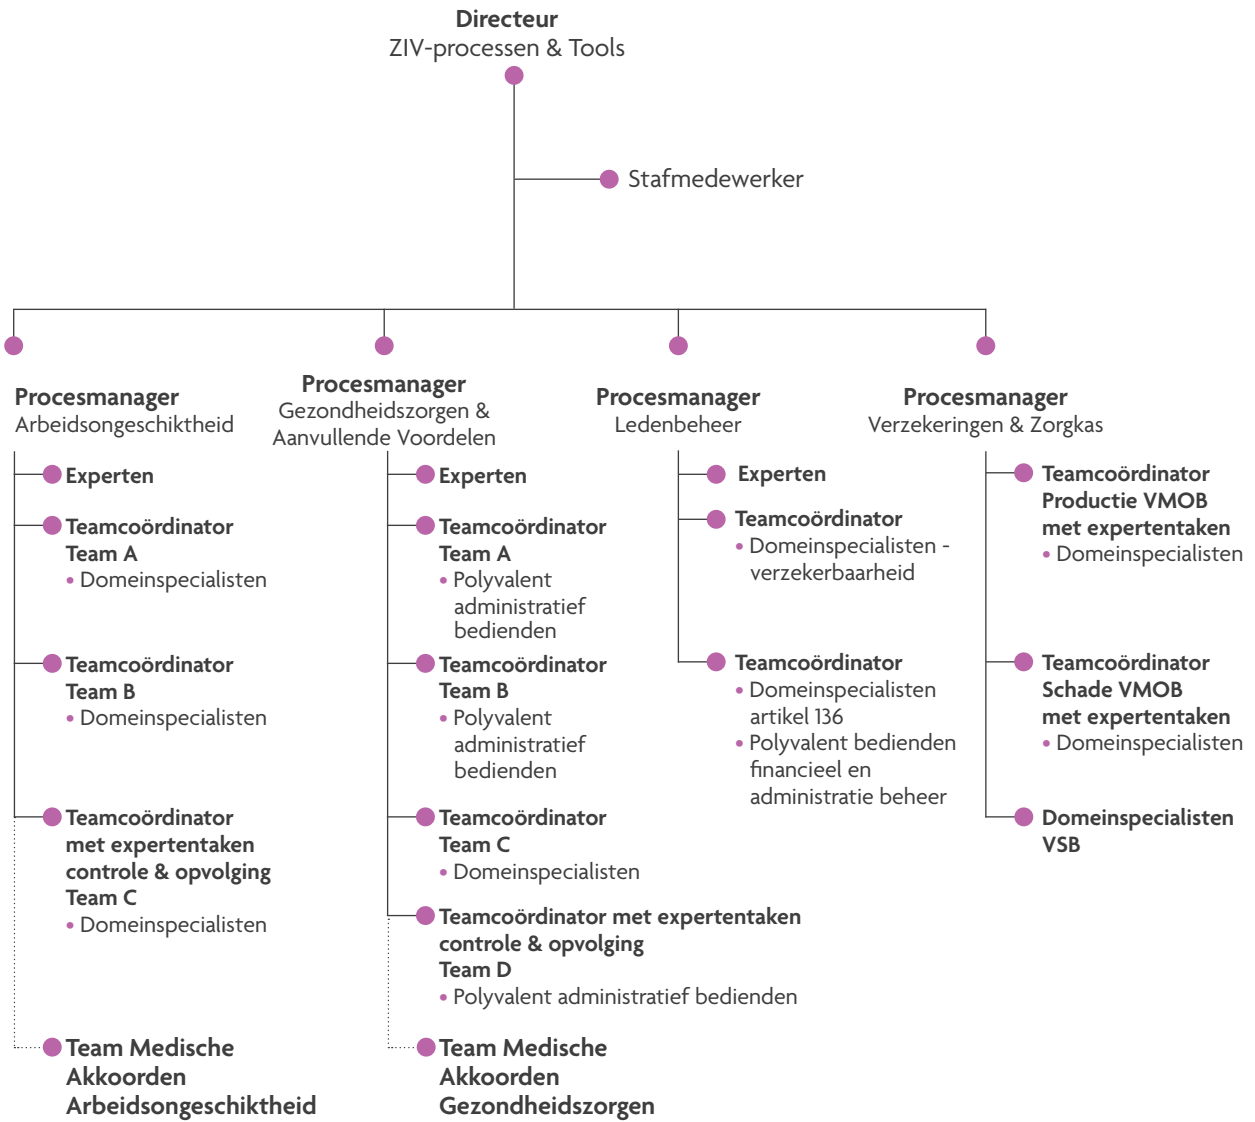 Directeur
ZIV-processen & Tools
Stafmedewerker
Procesmanager
Arbeidsongeschiktheid
• Experten
Teamcoördinator
Team A
• Domeinspecialisten
Teamcoördinator
Team B
• Domeinspecialisten
Teamcoördinator
met expertentaken
controle & opvolging
Team C
• Domeinspecialisten
Team Medische
Akkoorden
Arbeidsongeschiktheid
Procesmanager
Gezondheidszorgen &
Aanvullende Voordelen
Experten
Teamcoördinator
Team A
• Polyvalent
administratief
bedienden
Teamcoördinator
Team B
• Polyvalent
administratief
bedienden
Teamcoördinator
Team C
• Domeinspecialisten
Teamcoördinator met expertentaken
controle & opvolging
Team D
• Polyvalent administratief bedienden
Team Medische
Akkoorden
Gezondheidszorgen
Procesmanager
Ledenbeheer
Experten
Teamcoördinator
• Domeinspecialisten -
verzekerbaarheid
Teamcoördinator
• Domeinspecialisten
artikel 136
• Polyvalent bedienden
financieel en
administratie beheer
Procesmanager
Verzekeringen & Zorgkas
Teamcoördinator
Productie VMOB
met expertentaken
• Domeinspecialisten
Teamcoördinator
Schade VMOB
met expertentaken
• Domeinspecialisten
Domeinspecialisten
VSB